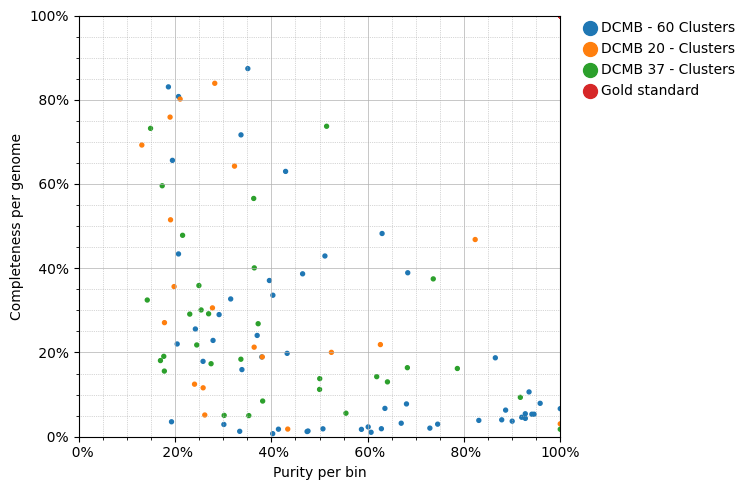 100%
80%
60%
40%
20%
0%
0%
20%
40%
60%
80%
100%
Completeness per genome
Purity per bin
DCMB - 60 Clusters
DCMB 20 - Clusters
DCMB 37 - Clusters
Gold standard